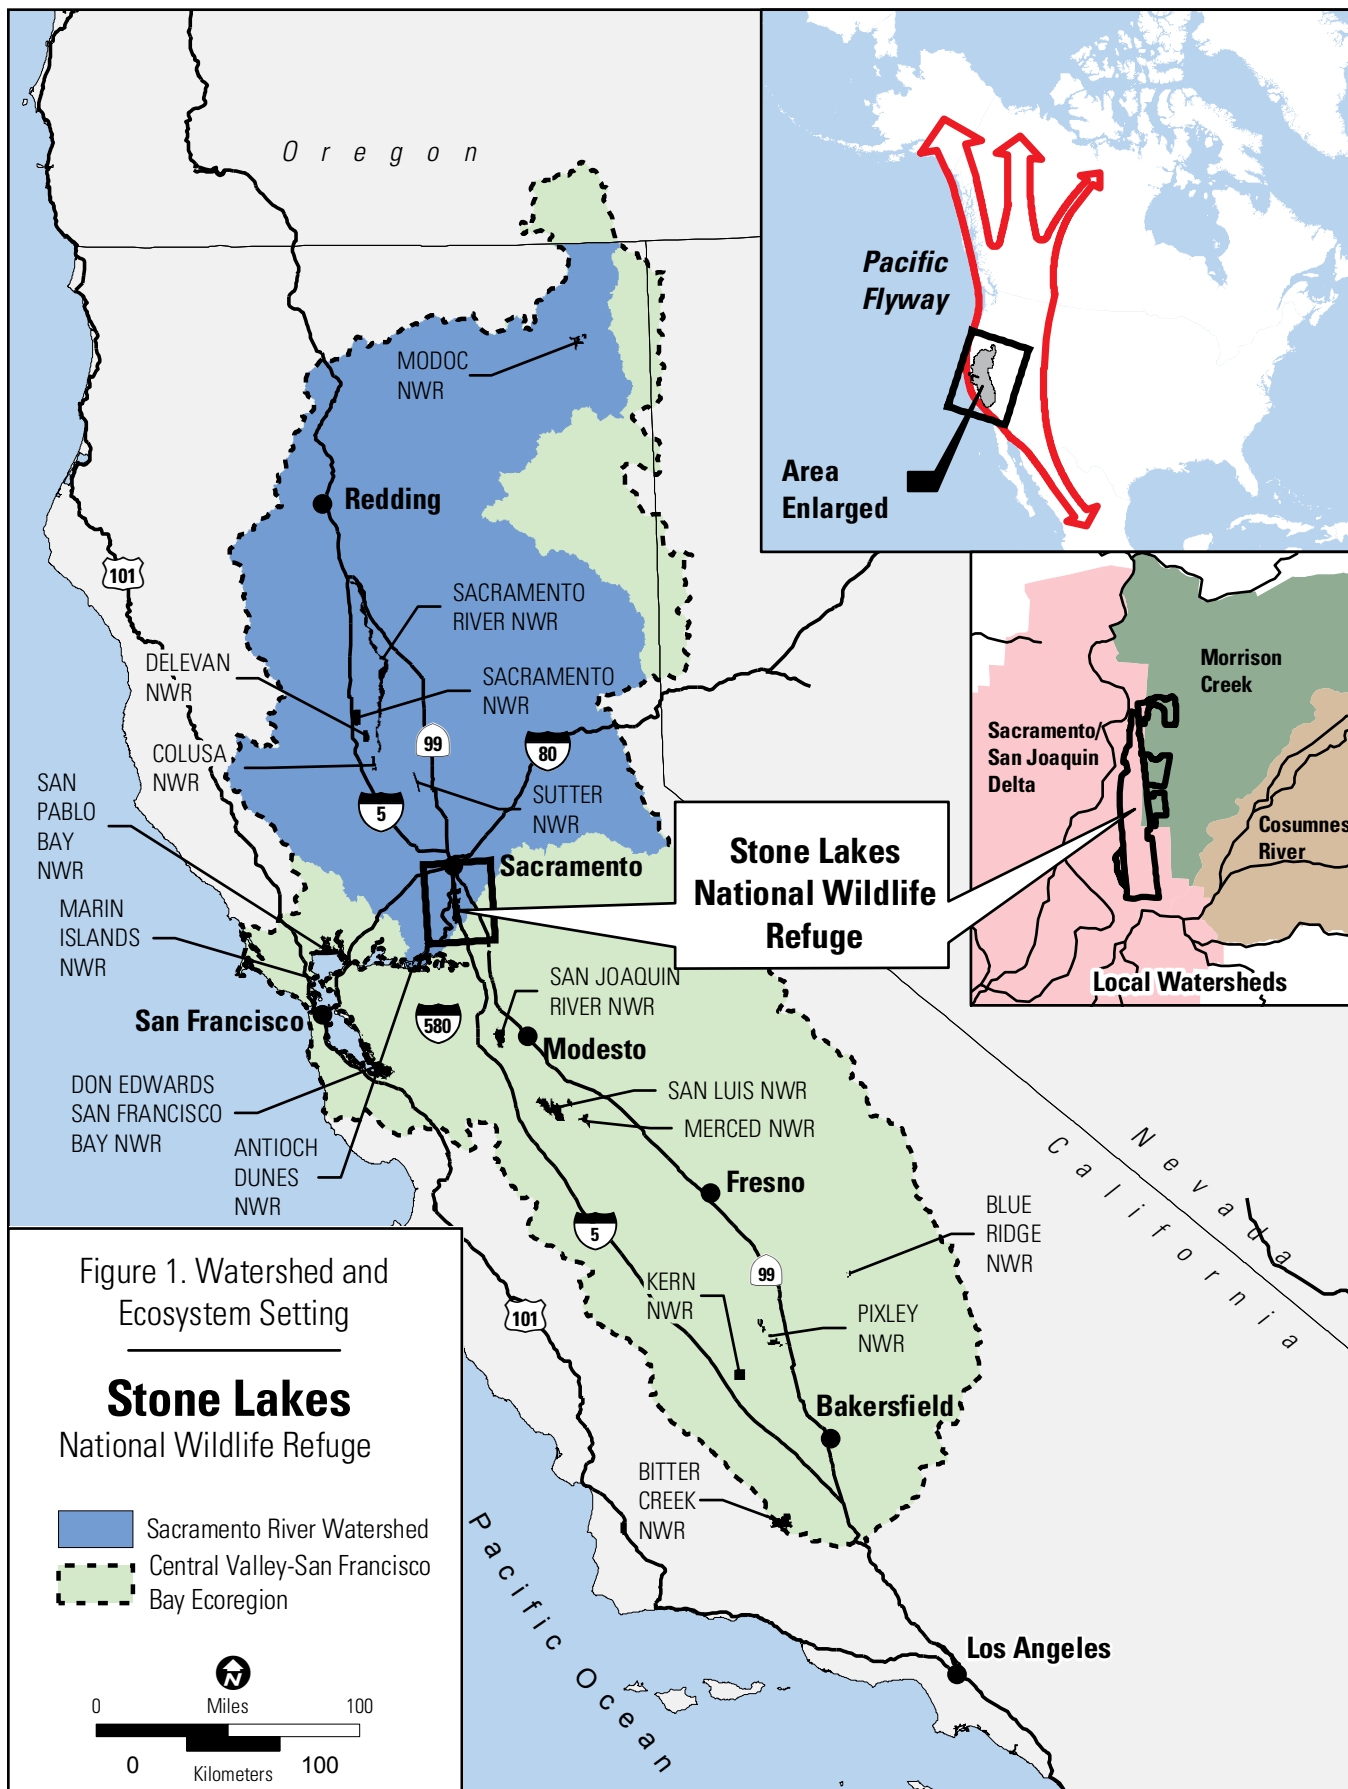 Oregon
Pacific
Flyway
Area
Enlarged
MODOC
NWR
Redding
101
SACRAMENTO
RIVER NWR
DELEVAN
NWR
SACRAMENTO
NWR
99
80
COLUSA
NWR
5
SUTTER
NWR
SAN
PABLO
BAY
NWR
Sacramento
Stone Lakes
National Wildlife
Refuge
Morrison
Creek
Sacramento/
San Joaquin
Delta
Cosumnes
River
Local Watersheds
MARIN
ISLANDS
NWR
San Francisco
580
SAN JOAQUIN
RIVER NWR
Modesto
DON EDWARDS
SAN FRANCISCO
BAY NWR
ANTIOCH
DUNES
NWR
SAN LUIS NWR
MERCED NWR
Fresno
Nevada
California
BLUE
RIDGE
NWR
5
99
KERN
NWR
PIXLEY
NWR
101
Bakersfield
BITTER
CREEK
NWR
Pacific Ocean
Los Angeles
Figure 1. Watershed and
Ecosystem Setting
Stone Lakes
National Wildlife Refuge
Sacramento River Watershed
Central Valley-San Francisco
Bay Ecoregion
N
0 Miles 100
0 Kilometers 100